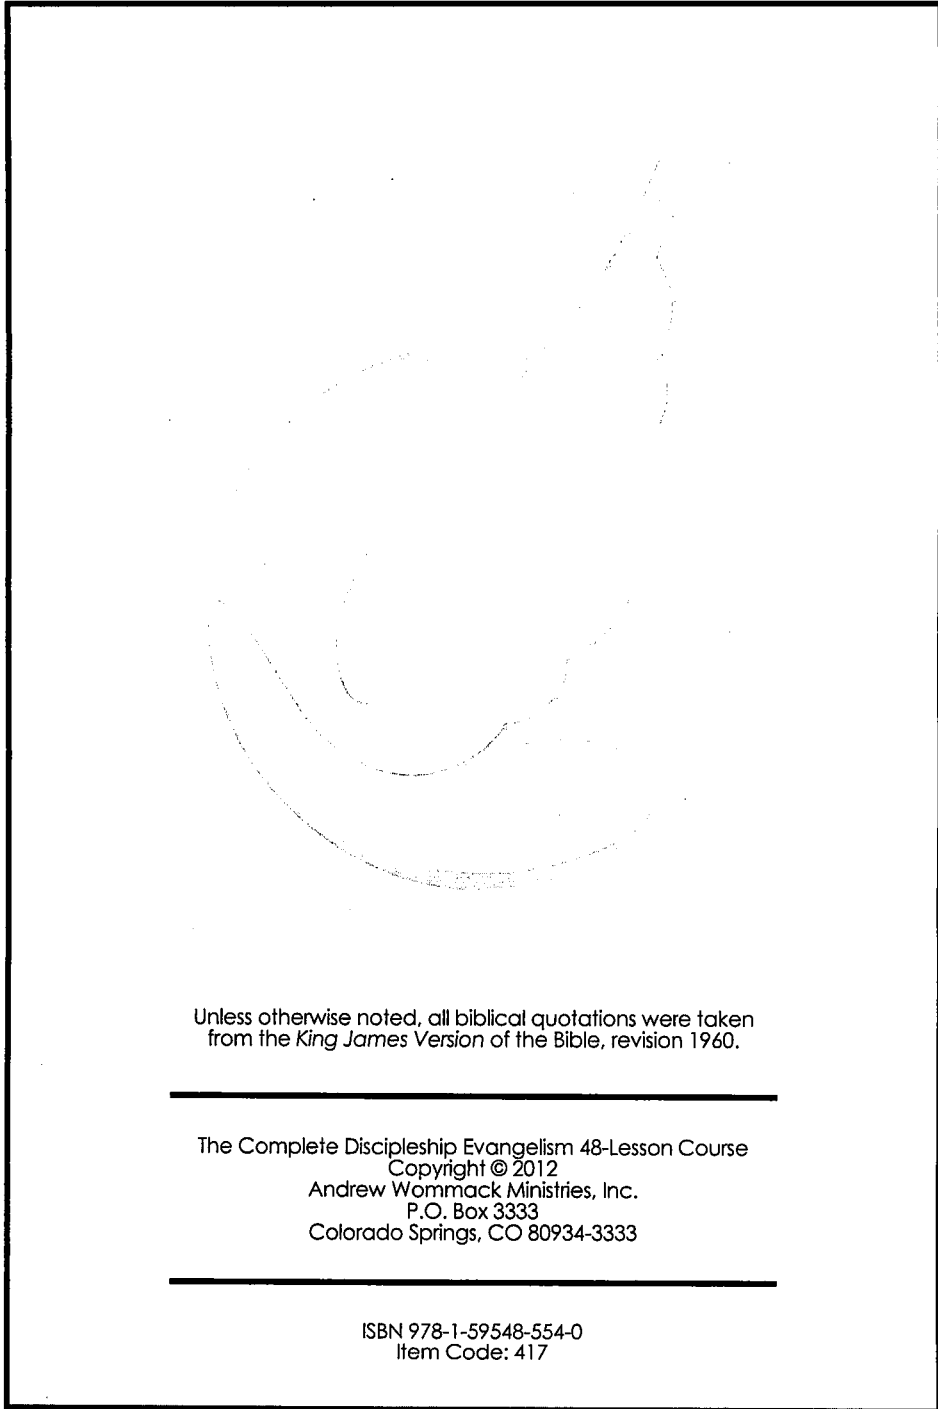 Unless otherwise noted, all biblical quotations were taken
from the King James Version of the Bible, revision 1960.
The Complete Discipleship Evangelism 48-Lesson Course
Copyright © 2012
Andrew Wommack Ministries, Inc.
P.O. Box 3333
Colorado Springs, CO 80934-3333
ISBN 978-1-59548-554-0
Item Code: 417